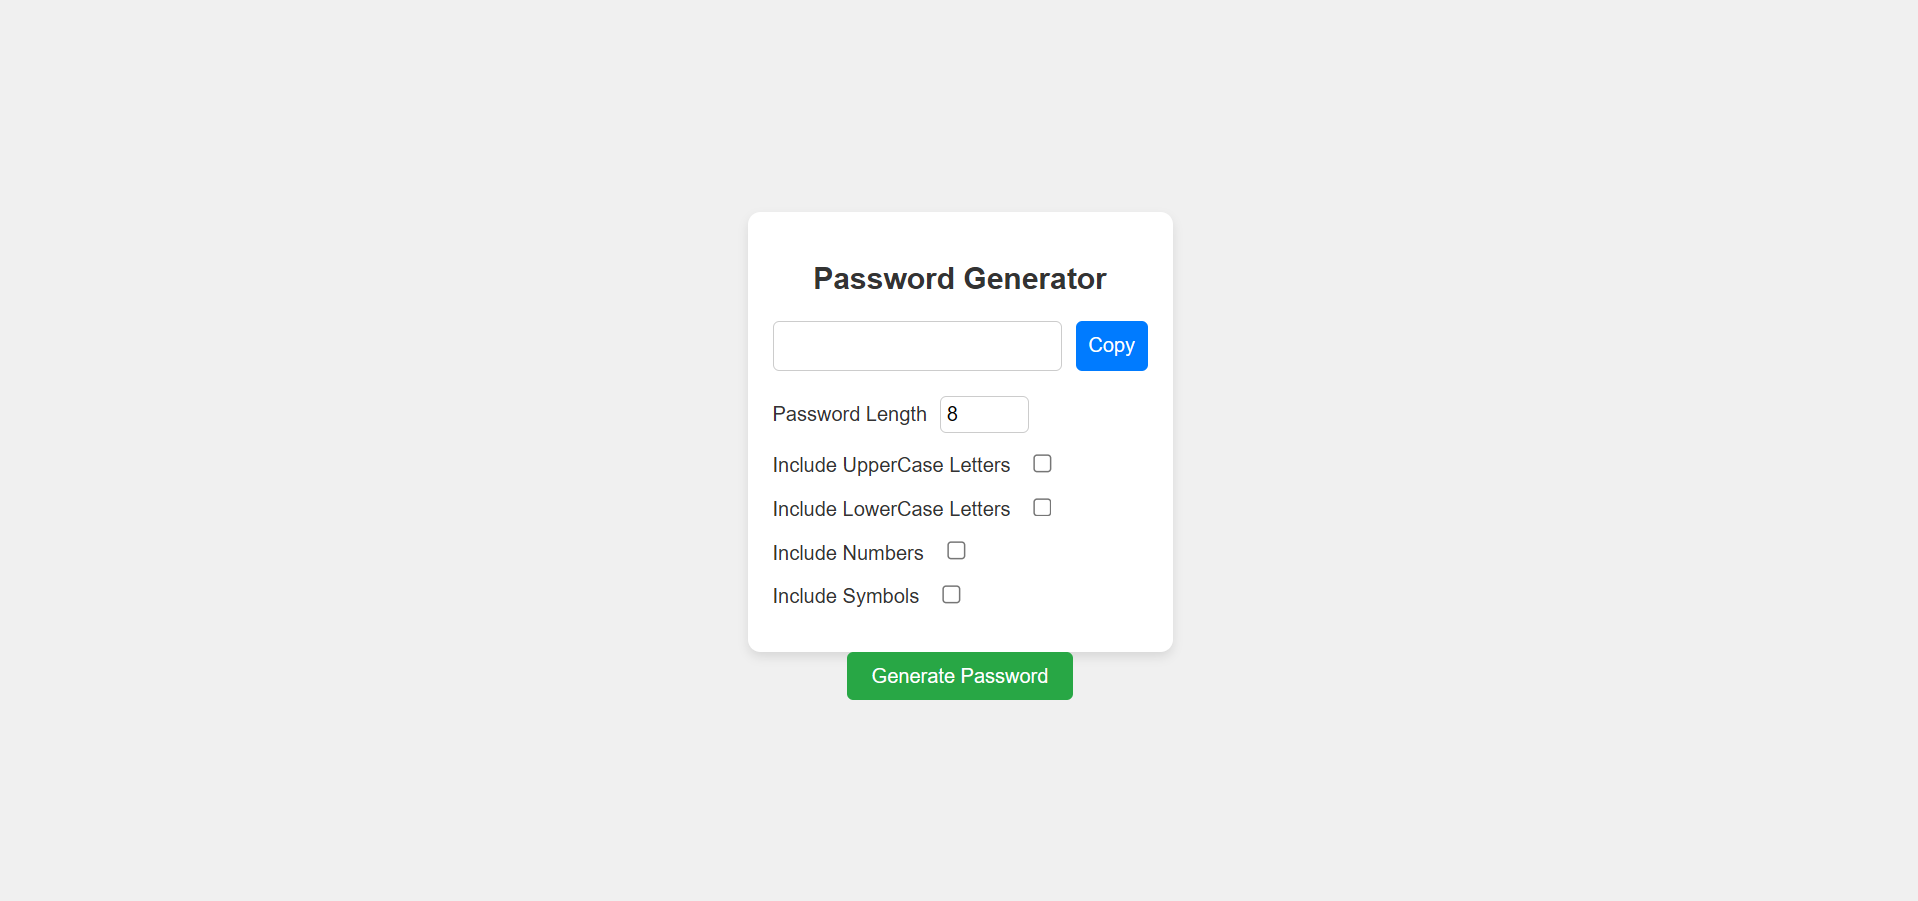 Password Generator
Copy
Password Length 8
Include UpperCase Letters
Include LowerCase Letters
Include Numbers
Include Symbols
Generate Password